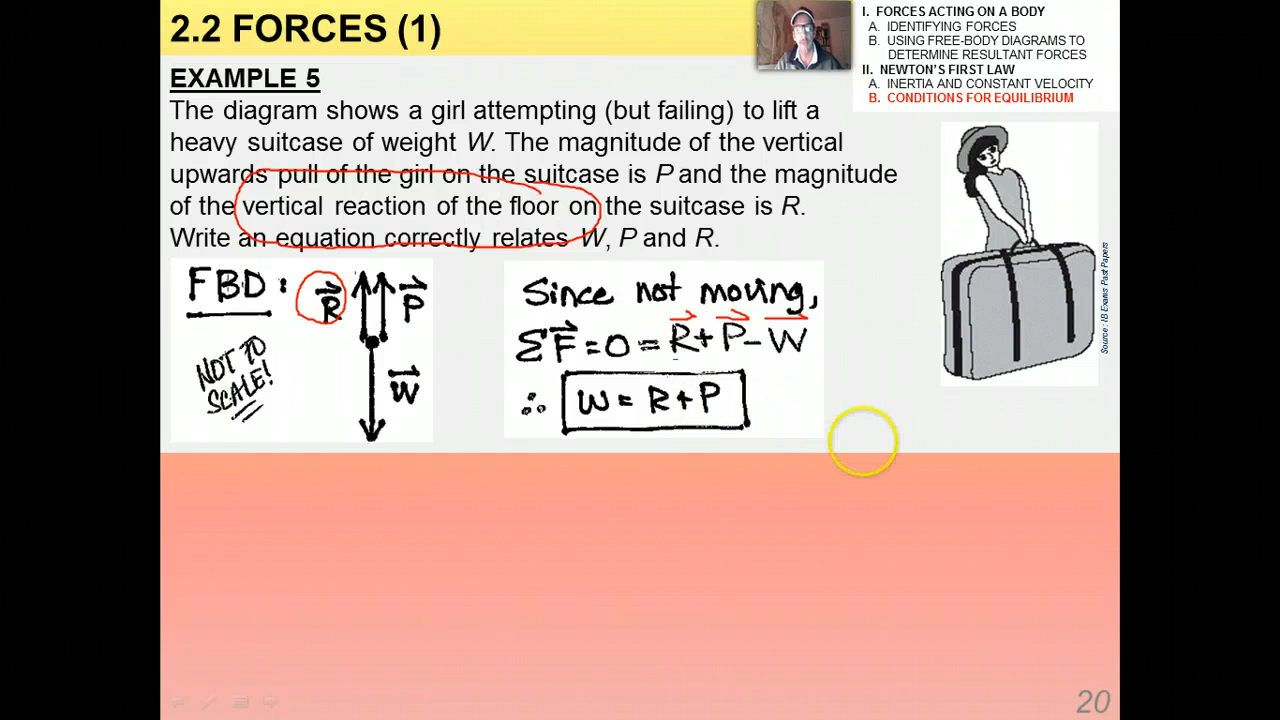 2.2 FORCES (1)
I. FORCES ACTING ON A BODY
A. IDENTIFYING FORCES
B. USING FREE-BODY DIAGRAMS TO
DETERMINE RESULTANT FORCES
II. NEWTON'S FIRST LAW
A. INERTIA AND CONSTANT VELOCITY
B. CONDITIONS FOR EQUILIBRIUM
EXAMPLE 5
The diagram shows a girl attempting (but failing) to lift a
heavy suitcase of weight W. The magnitude of the vertical
upwards pull of the girl on the suitcase is P and the magnitude
of the vertical reaction of the floor on the suitcase is R.
Write an equation correctly relates W, P and R.
FBD:
R⃗
P⃗
W⃗
NOT TO
SCALE!
Since not moving,
ΣF⃗ = 0 = R⃗ + P⃗ - W⃗
∴ W = R + P
Source: IB Exams Past Papers
20